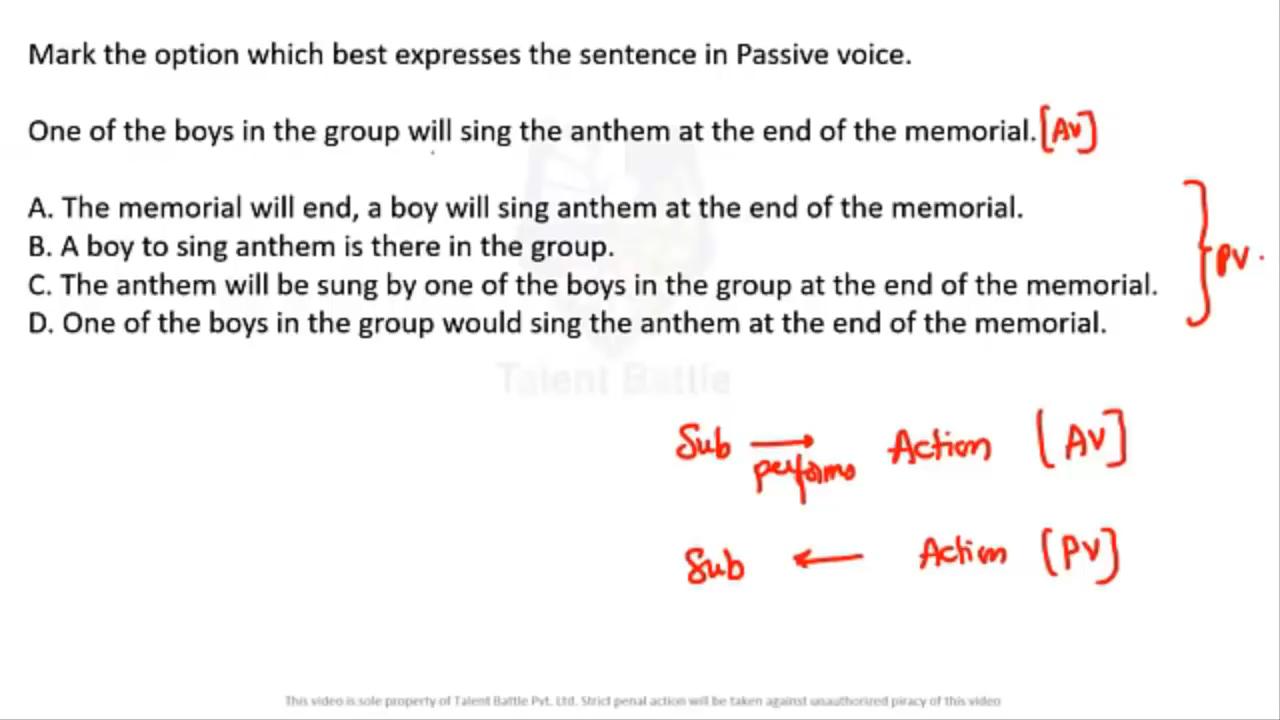 Mark the option which best expresses the sentence in Passive voice.
One of the boys in the group will sing the anthem at the end of the memorial. [AV]
A. The memorial will end, a boy will sing anthem at the end of the memorial.
B. A boy to sing anthem is there in the group.
C. The anthem will be sung by one of the boys in the group at the end of the memorial.
D. One of the boys in the group would sing the anthem at the end of the memorial.
} PV.
Talent Battle
Sub → Action [AV]
performs
Sub ← Action [PV]
This video is sole property of Talent Battle Pvt. Ltd. Strict penal action will be taken against unauthorized piracy of this video